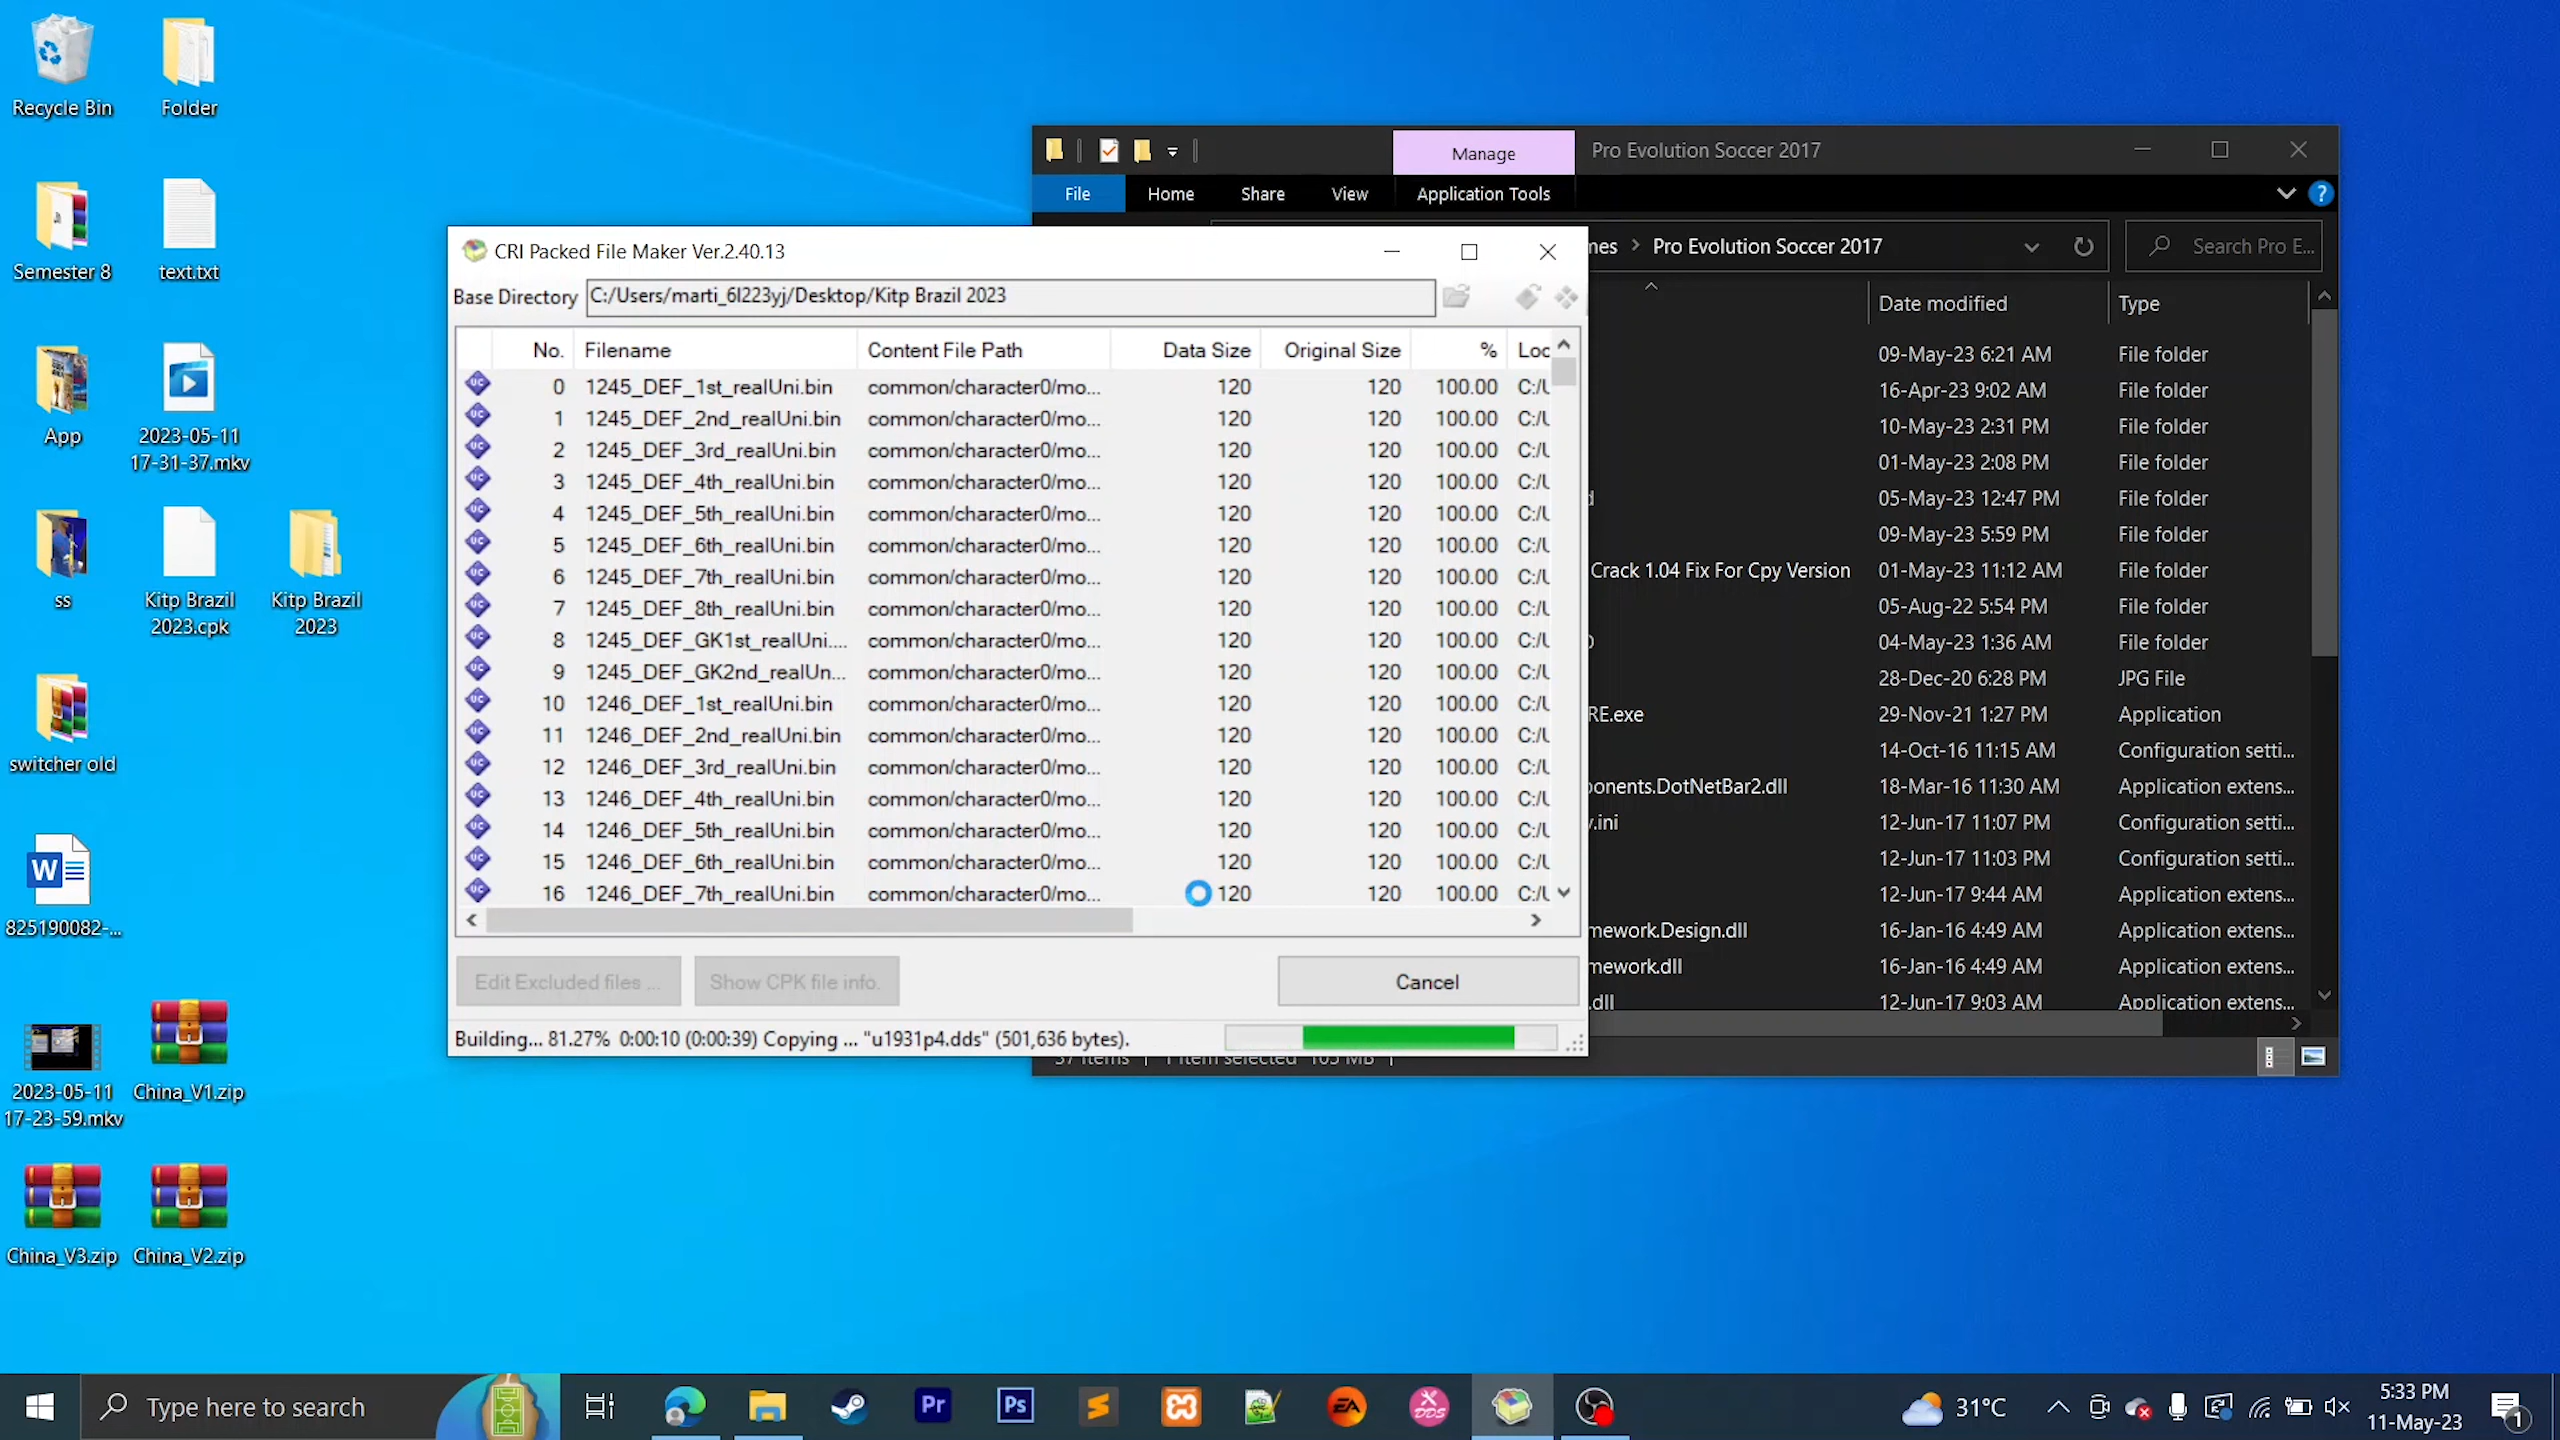 Recycle Bin
Folder
Semester 8
text.txt
App
2023-05-11
17-31-37.mkv
ss
Kitp Brazil
2023.cpk
Kitp Brazil
2023
switcher old
825190082-...
2023-05-11
17-23-59.mkv
China_V1.zip
China_V3.zip
China_V2.zip
Manage
Pro Evolution Soccer 2017
File
Home
Share
View
Application Tools
Pro Evolution Soccer 2017
Search Pro E...
Date modified
Type
09-May-23 6:21 AM File folder
16-Apr-23 9:02 AM File folder
10-May-23 2:31 PM File folder
01-May-23 2:08 PM File folder
05-May-23 12:47 PM File folder
09-May-23 5:59 PM File folder
Crack 1.04 Fix For Cpy Version 01-May-23 11:12 AM File folder
05-Aug-22 5:54 PM File folder
04-May-23 1:36 AM File folder
28-Dec-20 6:28 PM JPG File
RE.exe 29-Nov-21 1:27 PM Application
14-Oct-16 11:15 AM Configuration setti...
ponents.DotNetBar2.dll 18-Mar-16 11:30 AM Application extens...
.ini 12-Jun-17 11:07 PM Configuration setti...
12-Jun-17 11:03 PM Configuration setti...
12-Jun-17 9:44 AM Application extens...
mework.Design.dll 16-Jan-16 4:49 AM Application extens...
mework.dll 16-Jan-16 4:49 AM Application extens...
.dll 12-Jun-17 9:03 AM Application extens...
CRI Packed File Maker Ver.2.40.13
Base Directory C:/Users/marti_6l223yj/Desktop/Kitp Brazil 2023
No. Filename Content File Path Data Size Original Size % Loc
0 1245_DEF_1st_realUni.bin common/character0/mo... 120 120 100.00 C:/U
1 1245_DEF_2nd_realUni.bin common/character0/mo... 120 120 100.00 C:/U
2 1245_DEF_3rd_realUni.bin common/character0/mo... 120 120 100.00 C:/U
3 1245_DEF_4th_realUni.bin common/character0/mo... 120 120 100.00 C:/U
4 1245_DEF_5th_realUni.bin common/character0/mo... 120 120 100.00 C:/U
5 1245_DEF_6th_realUni.bin common/character0/mo... 120 120 100.00 C:/U
6 1245_DEF_7th_realUni.bin common/character0/mo... 120 120 100.00 C:/U
7 1245_DEF_8th_realUni.bin common/character0/mo... 120 120 100.00 C:/U
8 1245_DEF_GK1st_realUni.... common/character0/mo... 120 120 100.00 C:/U
9 1245_DEF_GK2nd_realUn... common/character0/mo... 120 120 100.00 C:/U
10 1246_DEF_1st_realUni.bin common/character0/mo... 120 120 100.00 C:/U
11 1246_DEF_2nd_realUni.bin common/character0/mo... 120 120 100.00 C:/U
12 1246_DEF_3rd_realUni.bin common/character0/mo... 120 120 100.00 C:/U
13 1246_DEF_4th_realUni.bin common/character0/mo... 120 120 100.00 C:/U
14 1246_DEF_5th_realUni.bin common/character0/mo... 120 120 100.00 C:/U
15 1246_DEF_6th_realUni.bin common/character0/mo... 120 120 100.00 C:/U
16 1246_DEF_7th_realUni.bin common/character0/mo... 120 120 100.00 C:/U
Edit Excluded files ...
Show CPK file info.
Cancel
Building... 81.27% 0:00:10 (0:00:39) Copying ... "u1931p4.dds" (501,636 bytes).
Type here to search
Pr
Ps
EA
DDS
31°C
5:33 PM
11-May-23
1